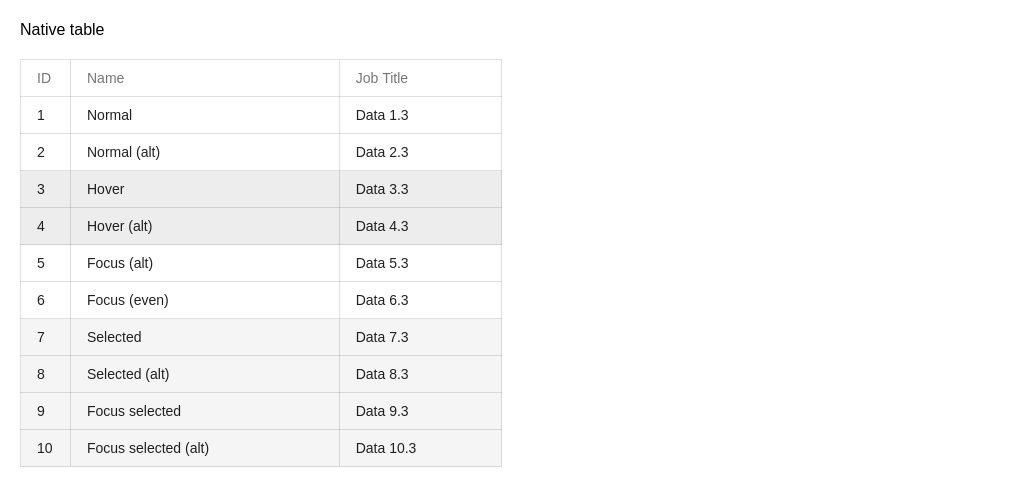 Native table
ID Name Job Title
1 Normal Data 1.3
2 Normal (alt) Data 2.3
3 Hover Data 3.3
4 Hover (alt) Data 4.3
5 Focus (alt) Data 5.3
6 Focus (even) Data 6.3
7 Selected Data 7.3
8 Selected (alt) Data 8.3
9 Focus selected Data 9.3
10 Focus selected (alt) Data 10.3